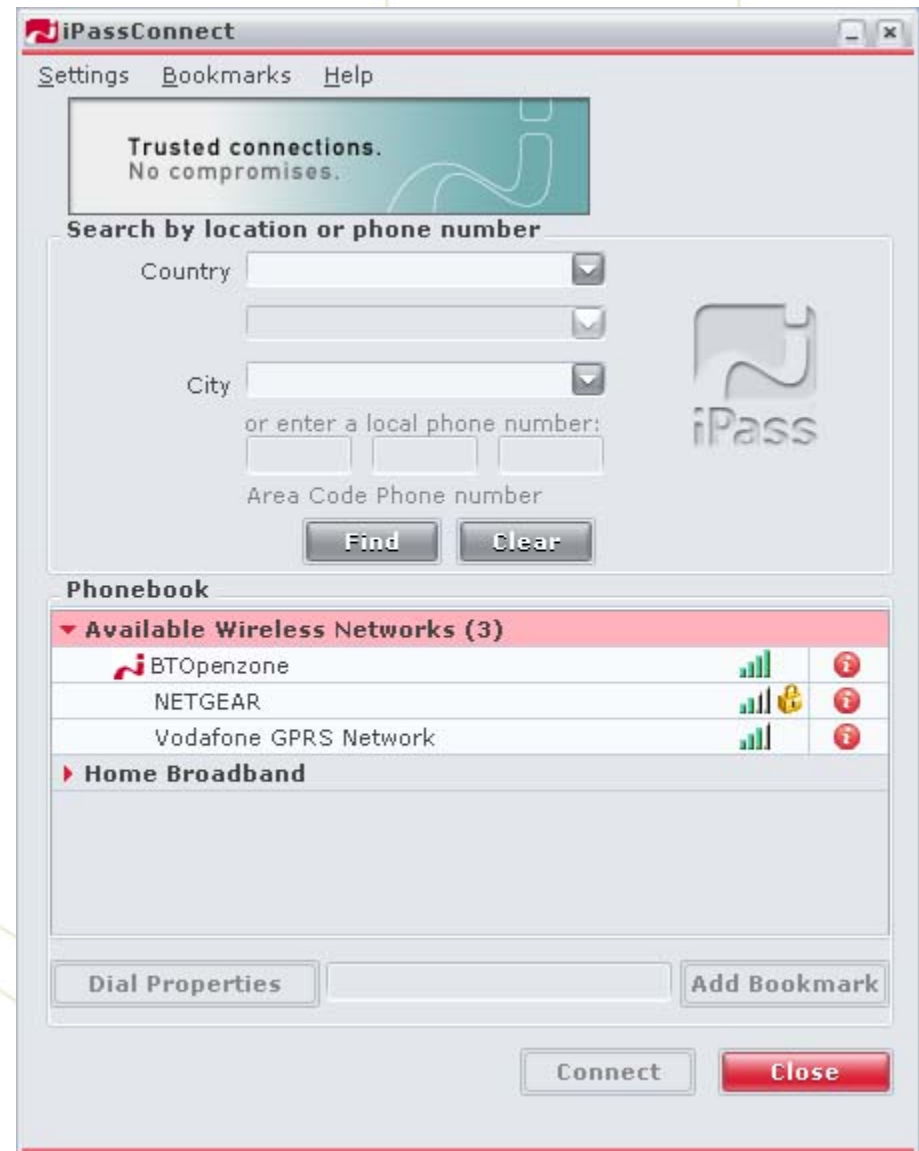 iPassConnect
Settings Bookmarks Help
Trusted connections.
No compromises.
Search by location or phone number
Country
City
or enter a local phone number:
Area Code Phone number
Find Clear
iPass
Phonebook
Available Wireless Networks (3)
BTOpenzone
NETGEAR
Vodafone GPRS Network
Home Broadband
Dial Properties Add Bookmark
Connect Close